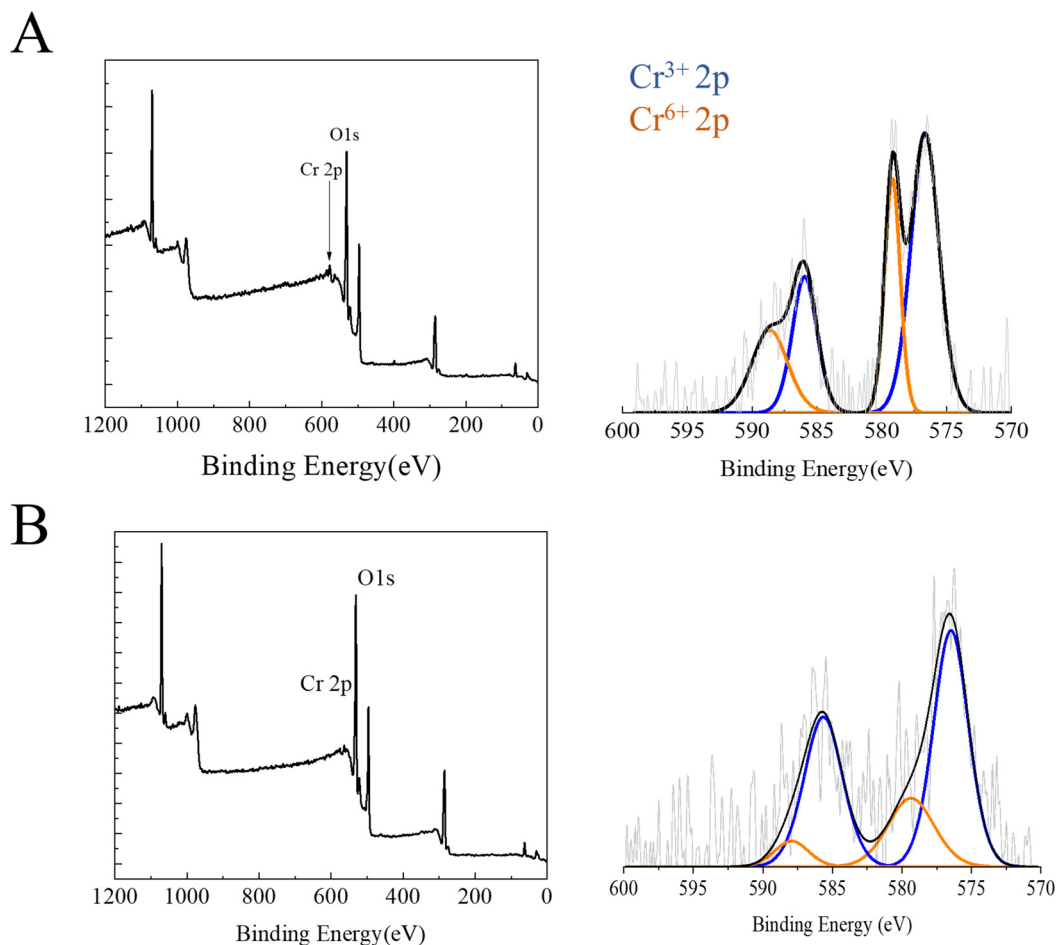 A
O1s
Cr 2p
1200 1000 800 600 400 200 0
Binding Energy(eV)
Cr³⁺ 2p
Cr⁶⁺ 2p
600 595 590 585 580 575 570
Binding Energy(eV)
B
O1s
Cr 2p
1200 1000 800 600 400 200 0
Binding Energy(eV)
600 595 590 585 580 575 570
Binding Energy (eV)